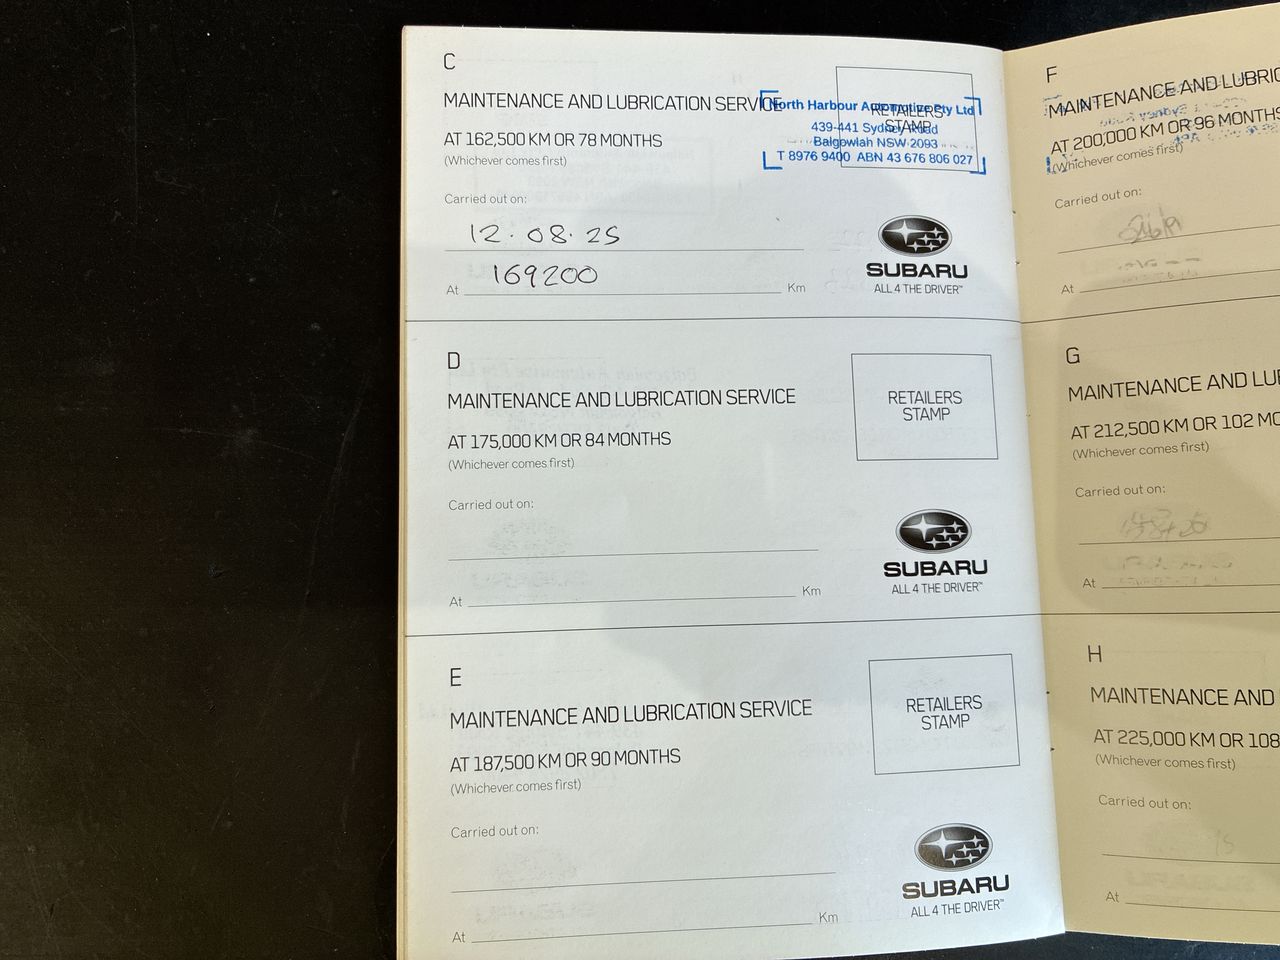 C
MAINTENANCE AND LUBRICATION SERVICE
AT 162,500 KM OR 78 MONTHS
(Whichever comes first)
RETAILERS
STAMP
North Harbour Automotive Pty Ltd
439-441 Sydney Road
Balgowlah NSW 2093
T 8976 9400 ABN 43 676 806 027
Carried out on:
12.08.25
At 169200 Km
SUBARU
ALL 4 THE DRIVER™
D
MAINTENANCE AND LUBRICATION SERVICE
AT 175,000 KM OR 84 MONTHS
(Whichever comes first)
RETAILERS
STAMP
Carried out on:
At Km
SUBARU
ALL 4 THE DRIVER™
E
MAINTENANCE AND LUBRICATION SERVICE
AT 187,500 KM OR 90 MONTHS
(Whichever comes first)
RETAILERS
STAMP
Carried out on:
At Km
SUBARU
ALL 4 THE DRIVER™
F
MAINTENANCE AND LUBRIC
AT 200,000 KM OR 96 MONTHS
(Whichever comes first)
Carried out on:
At
G
MAINTENANCE AND LU
AT 212,500 KM OR 102 MO
(Whichever comes first)
Carried out on:
At
H
MAINTENANCE AND
AT 225,000 KM OR 108
(Whichever comes first)
Carried out on:
At